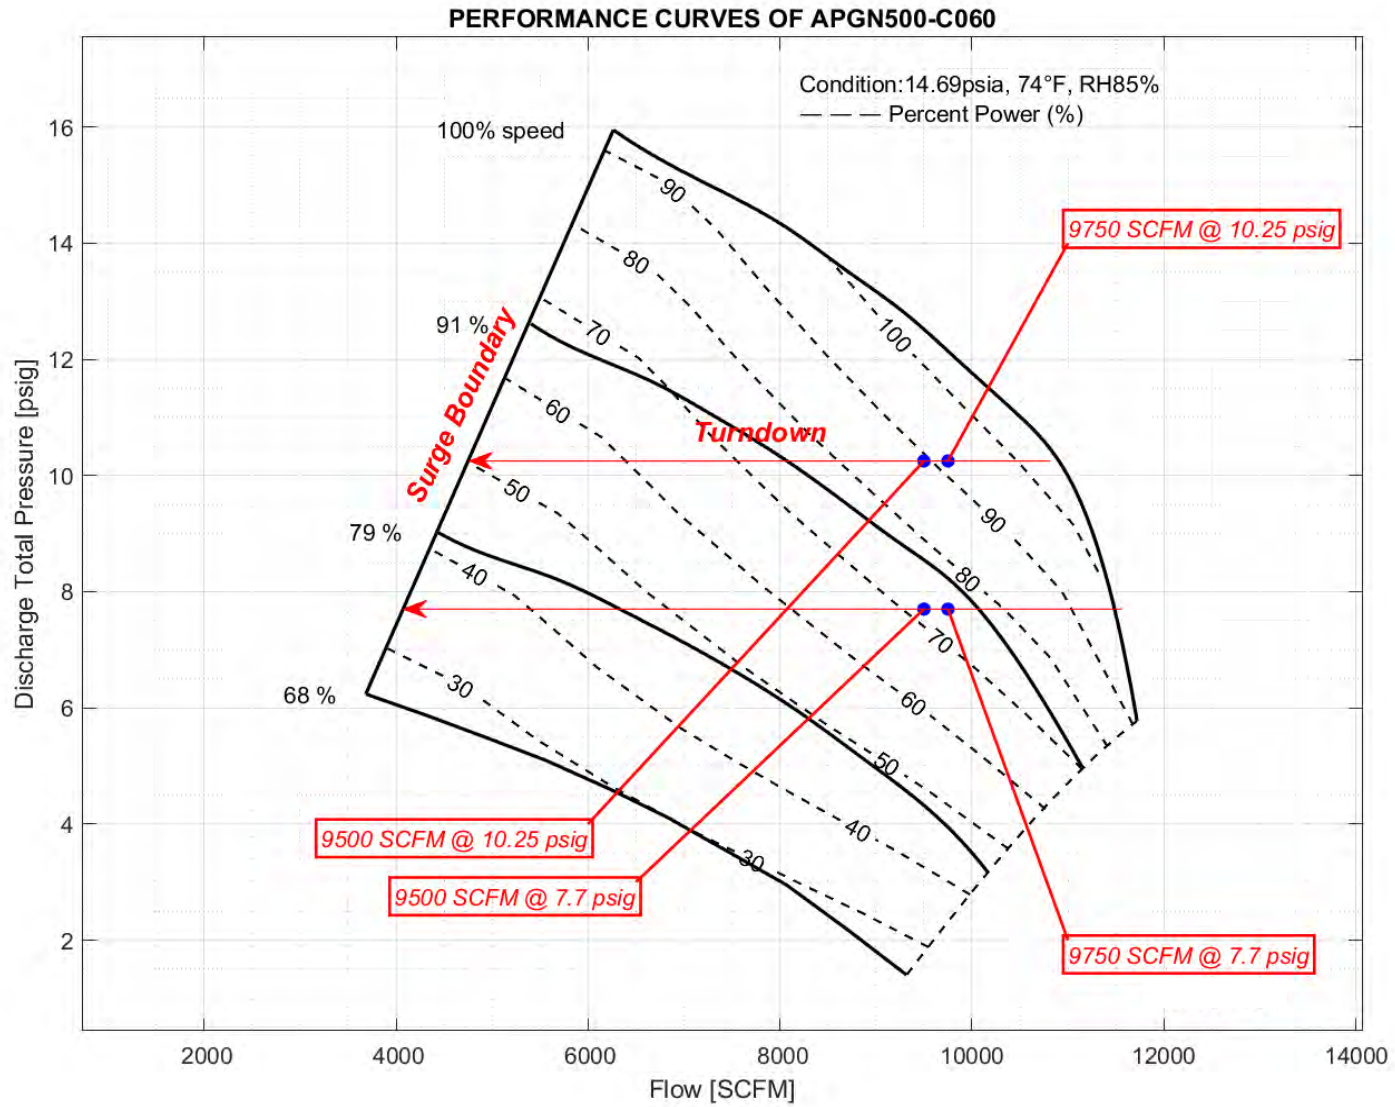 PERFORMANCE CURVES OF APGN500-C060
Condition:14.69psia, 74°F, RH85%
— — — — Percent Power (%)
16
100% speed
90
14
9750 SCFM @ 10.25 psig
80
100
91 %
70
12
Surge Boundary
60
Turndown
10
50
90
79 %
40
80
8
70
68 %
30
60
6
50
9500 SCFM @ 10.25 psig
40
4
30
9500 SCFM @ 7.7 psig
9750 SCFM @ 7.7 psig
2
Discharge Total Pressure [psig]
2000 4000 6000 8000 10000 12000 14000
Flow [SCFM]